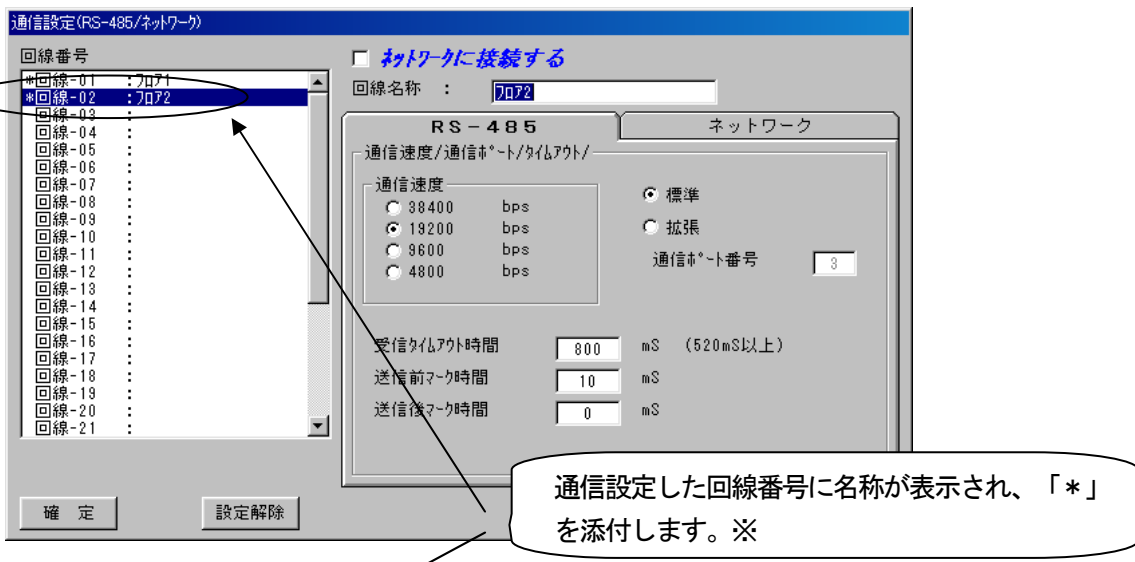 通信設定(RS-485/ﾈｯﾄﾜｰｸ)
回線番号
*回線-01 :ﾌﾛｱ1
*回線-02 :ﾌﾛｱ2
回線-03 :
回線-04 :
回線-05 :
回線-06 :
回線-07 :
回線-08 :
回線-09 :
回線-10 :
回線-11 :
回線-12 :
回線-13 :
回線-14 :
回線-15 :
回線-16 :
回線-17 :
回線-18 :
回線-19 :
回線-20 :
回線-21 :
確 定
設定解除
ﾈｯﾄﾜｰｸに接続する
回線名称 : ﾌﾛｱ2
RS-485
ネットワーク
通信速度/通信ﾎﾟｰﾄ/ﾀｲﾑｱｳﾄ/
通信速度
38400 bps
19200 bps
9600 bps
4800 bps
標準
拡張
通信ﾎﾟｰﾄ番号 3
受信ﾀｲﾑｱｳﾄ時間 800 mS (520mS以上)
送信前ﾏｰｸ時間 10 mS
送信後ﾏｰｸ時間 0 mS
通信設定した回線番号に名称が表示され、「*」
を添付します。※